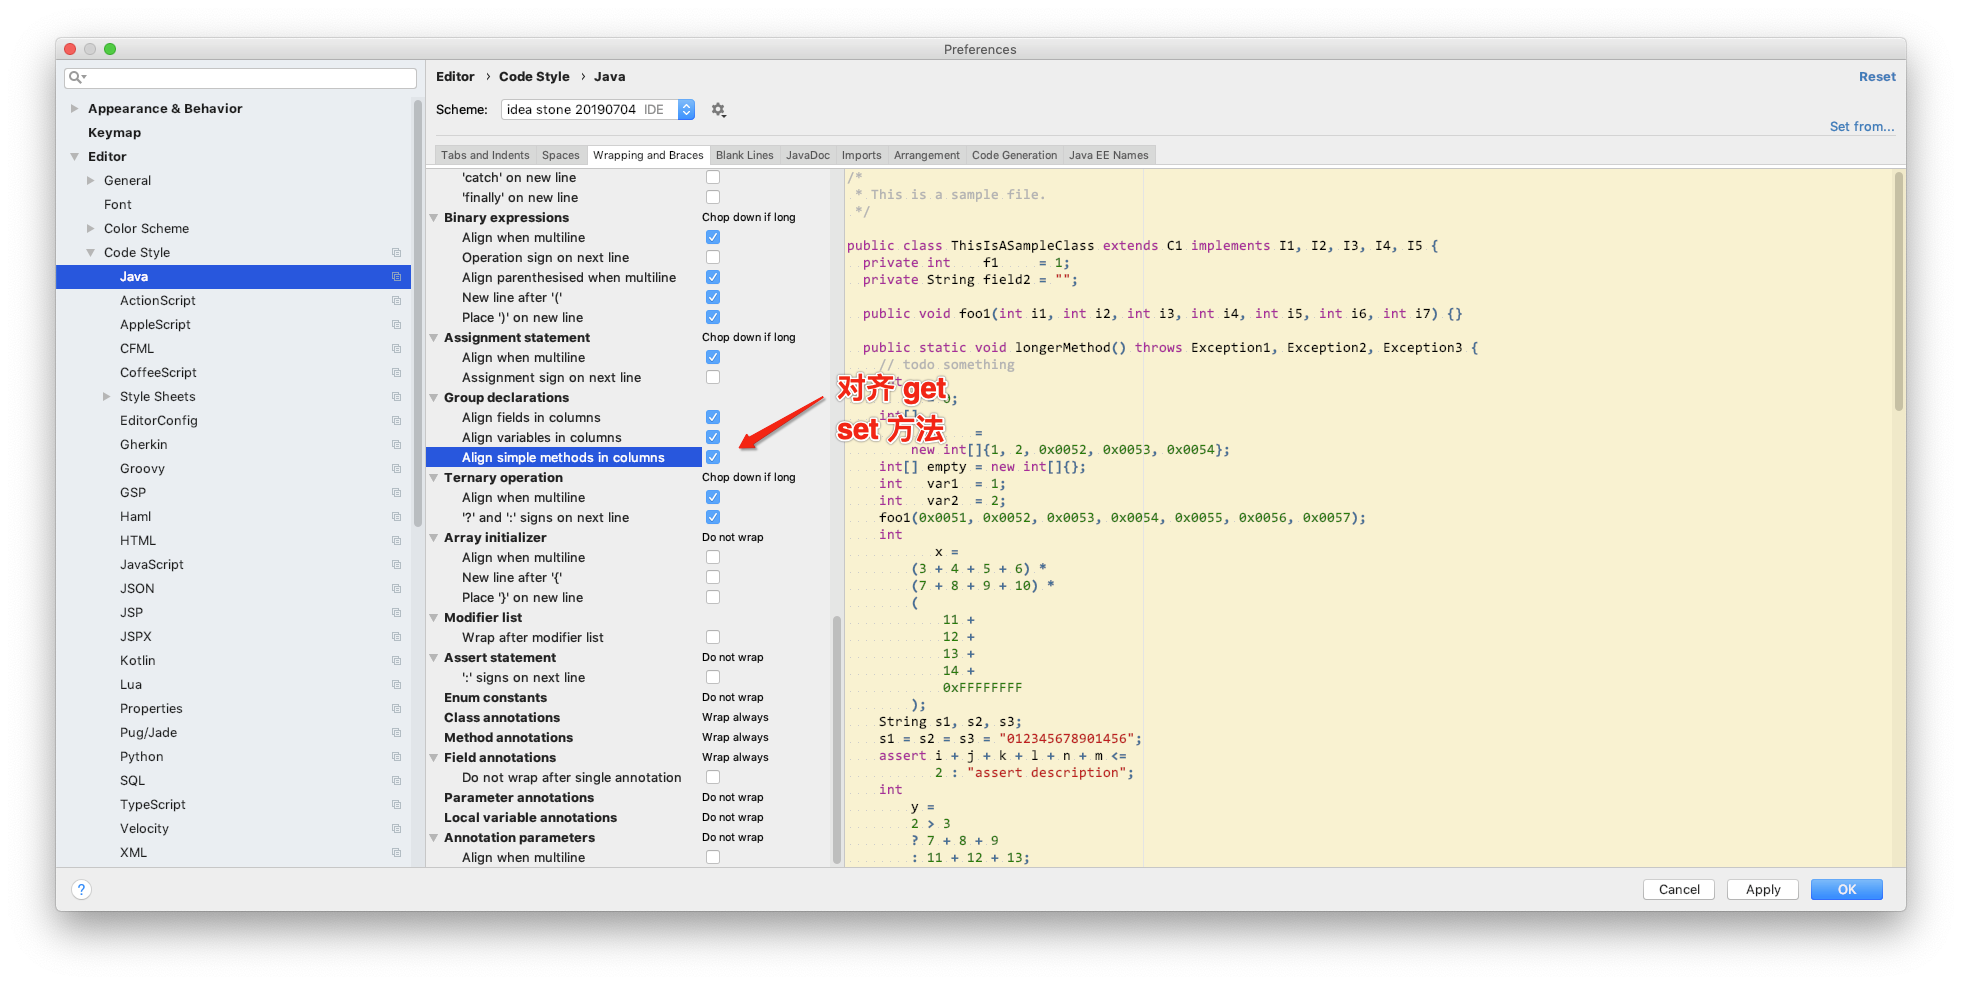 Preferences
Editor › Code Style › Java
Reset
Scheme: idea stone 20190704 IDE
Set from...
Appearance & Behavior
Keymap
Editor
General
Font
Color Scheme
Code Style
Java
ActionScript
AppleScript
CFML
CoffeeScript
Style Sheets
EditorConfig
Gherkin
Groovy
GSP
Haml
HTML
JavaScript
JSON
JSP
JSPX
Kotlin
Lua
Properties
Pug/Jade
Python
SQL
TypeScript
Velocity
XML
Tabs and Indents Spaces Wrapping and Braces Blank Lines JavaDoc Imports Arrangement Code Generation Java EE Names
'catch' on new line
'finally' on new line
Binary expressions Chop down if long
Align when multiline
Operation sign on next line
Align parenthesised when multiline
New line after '('
Place ')' on new line
Assignment statement Chop down if long
Align when multiline
Assignment sign on next line
Group declarations
Align fields in columns
Align variables in columns
Align simple methods in columns
Ternary operation Chop down if long
Align when multiline
'?' and ':' signs on next line
Array initializer Do not wrap
Align when multiline
New line after '{'
Place '}' on new line
Modifier list
Wrap after modifier list
Assert statement Do not wrap
':' signs on next line
Enum constants Do not wrap
Class annotations Wrap always
Method annotations Wrap always
Field annotations Wrap always
Do not wrap after single annotation
Parameter annotations Do not wrap
Local variable annotations Do not wrap
Annotation parameters Do not wrap
Align when multiline
/*
* This is a sample file.
*/
public class ThisIsASampleClass extends C1 implements I1, I2, I3, I4, I5 {
private int f1 = 1;
private String field2 = "";
public void foo1(int i1, int i2, int i3, int i4, int i5, int i6, int i7) {}
public static void longerMethod() throws Exception1, Exception2, Exception3 {
// todo something
对齐 get
set 方法
int[]
=
new int[]{1, 2, 0x0052, 0x0053, 0x0054};
int[] empty = new int[]{};
int var1 = 1;
int var2 = 2;
foo1(0x0051, 0x0052, 0x0053, 0x0054, 0x0055, 0x0056, 0x0057);
int
x =
(3 + 4 + 5 + 6) *
(7 + 8 + 9 + 10) *
(
11 +
12 +
13 +
14 +
0xFFFFFFFF
);
String s1, s2, s3;
s1 = s2 = s3 = "012345678901456";
assert i + j + k + l + n + m <=
2 : "assert description";
int
y =
2 > 3
? 7 + 8 + 9
: 11 + 12 + 13;
?
Cancel Apply OK